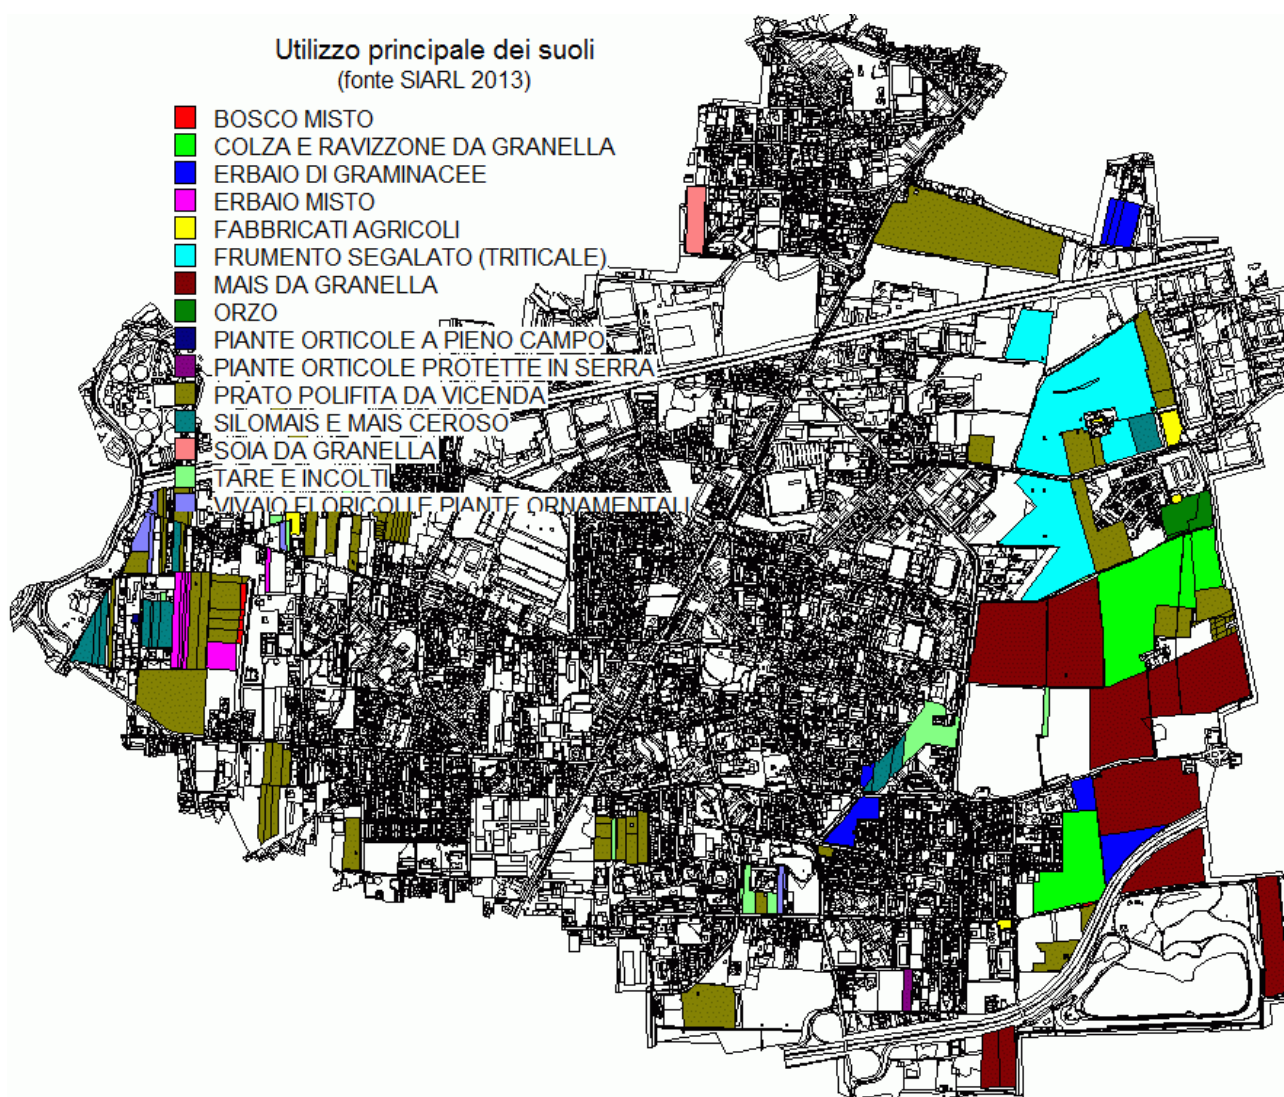 Utilizzo principale dei suoli
(fonte SIARL 2013)
BOSCO MISTO
COLZA E RAVIZZONE DA GRANELLA
ERBAIO DI GRAMINACEE
ERBAIO MISTO
FABBRICATI AGRICOLI
FRUMENTO SEGALATO (TRITICALE)
MAIS DA GRANELLA
ORZO
PIANTE ORTICOLE A PIENO CAMPO
PIANTE ORTICOLE PROTETTE IN SERRA
PRATO POLIFITA DA VICENDA
SILOMAIS E MAIS CEROSO
SOIA DA GRANELLA
TARE E INCOLTI
VIVAIO FLORICOLI E PIANTE ORNAMENTALI